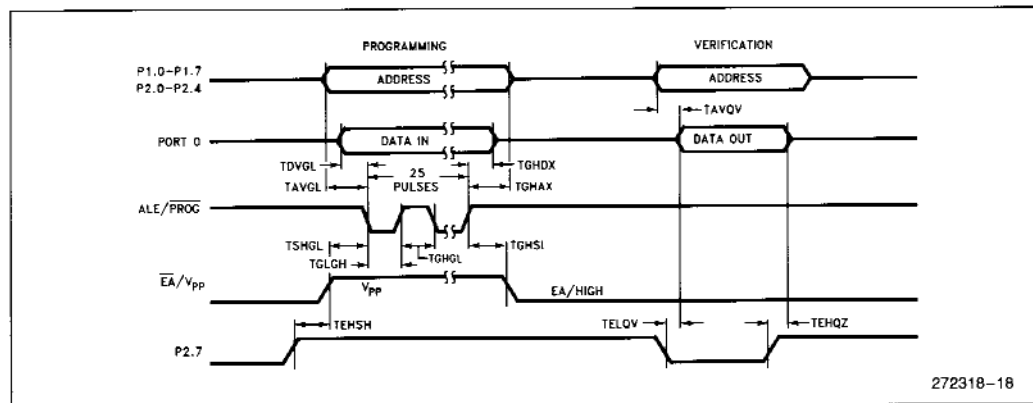 PROGRAMMING VERIFICATION
P1.0–P1.7
P2.0–P2.4
ADDRESS ADDRESS
TAVQV
PORT 0 DATA IN DATA OUT
TDVGL 25 TGHDX
TAVGL PULSES TGHAX
ALE/PROG
TSHGL TGHGL TGHSL
TGLGH
EA/VPP VPP EA/HIGH
TEHSH TELQV TEHQZ
P2.7
272318–18